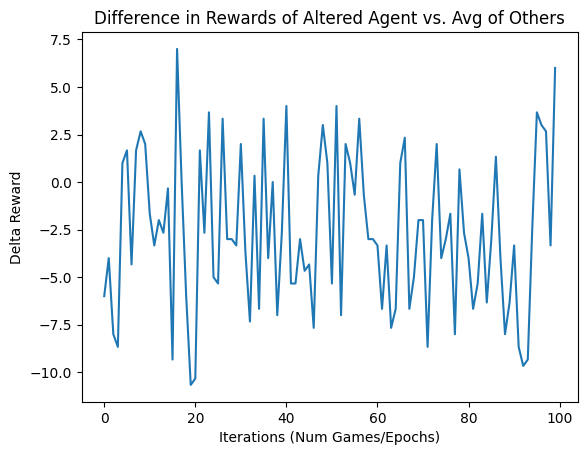 Difference in Rewards of Altered Agent vs. Avg of Others
7.5
5.0
2.5
0.0
−2.5
−5.0
−7.5
−10.0
Delta Reward
0 20 40 60 80 100
Iterations (Num Games/Epochs)